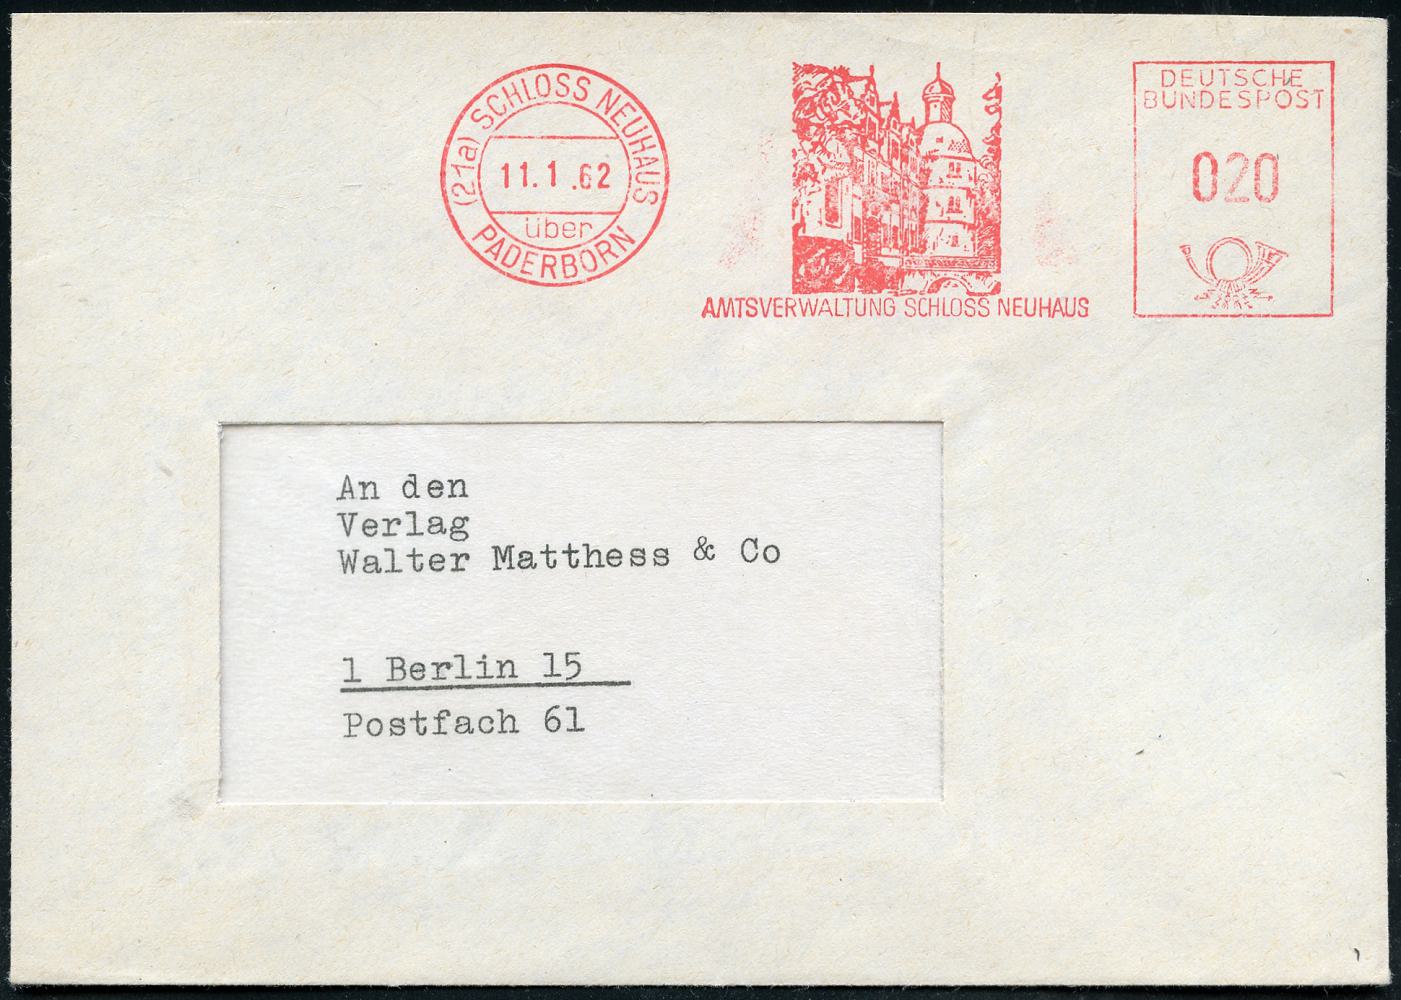 (21a) SCHLOSS NEUHAUS
11.1.62
über
PADERBORN
AMTSVERWALTUNG SCHLOSS NEUHAUS
DEUTSCHE
BUNDESPOST
020
An den
Verlag
Walter Matthess & Co
1 Berlin 15
Postfach 61